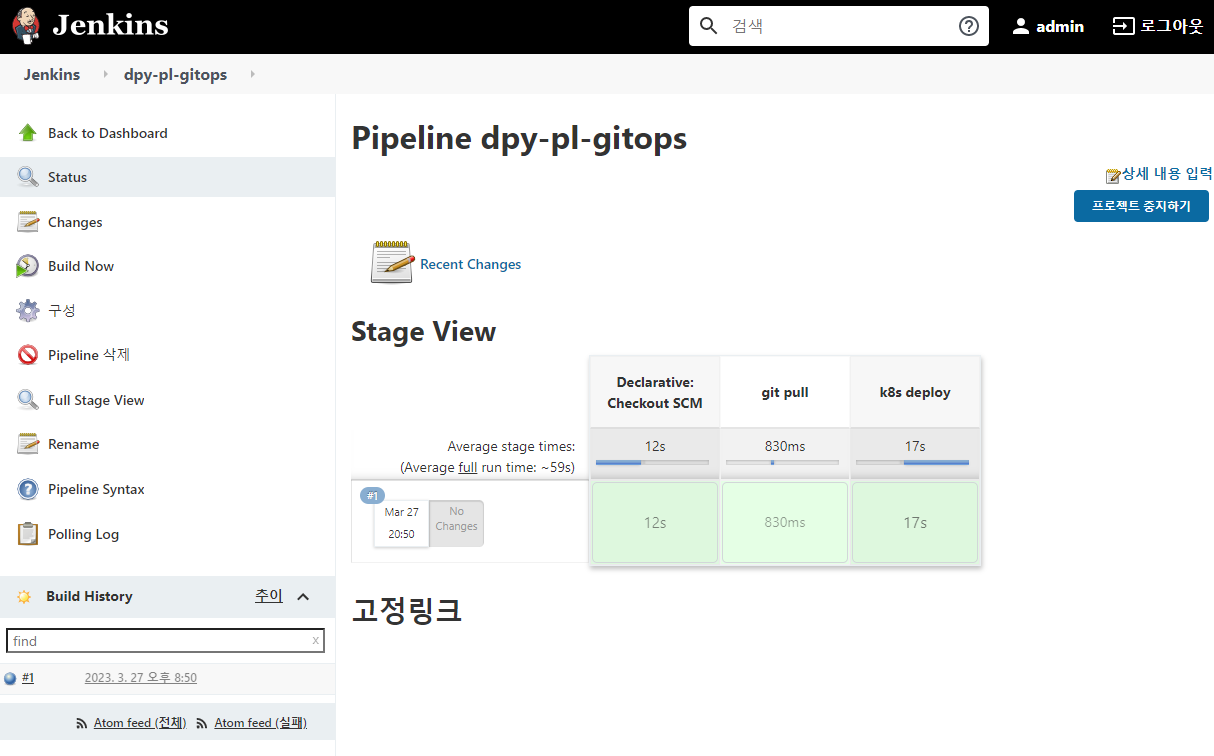 Jenkins
검색
admin
로그아웃
Jenkins
dpy-pl-gitops
Back to Dashboard
Status
Changes
Build Now
구성
Pipeline 삭제
Full Stage View
Rename
Pipeline Syntax
Polling Log
Build History
추이
find
x
#1
2023. 3. 27 오후 8:50
Atom feed (전체)
Atom feed (실패)
Pipeline dpy-pl-gitops
상세 내용 입력
프로젝트 중지하기
Recent Changes
Stage View
Declarative:
Checkout SCM
git pull
k8s deploy
Average stage times:
(Average full run time: ~59s)
12s
830ms
17s
#1
Mar 27
20:50
No
Changes
12s
830ms
17s
고정링크